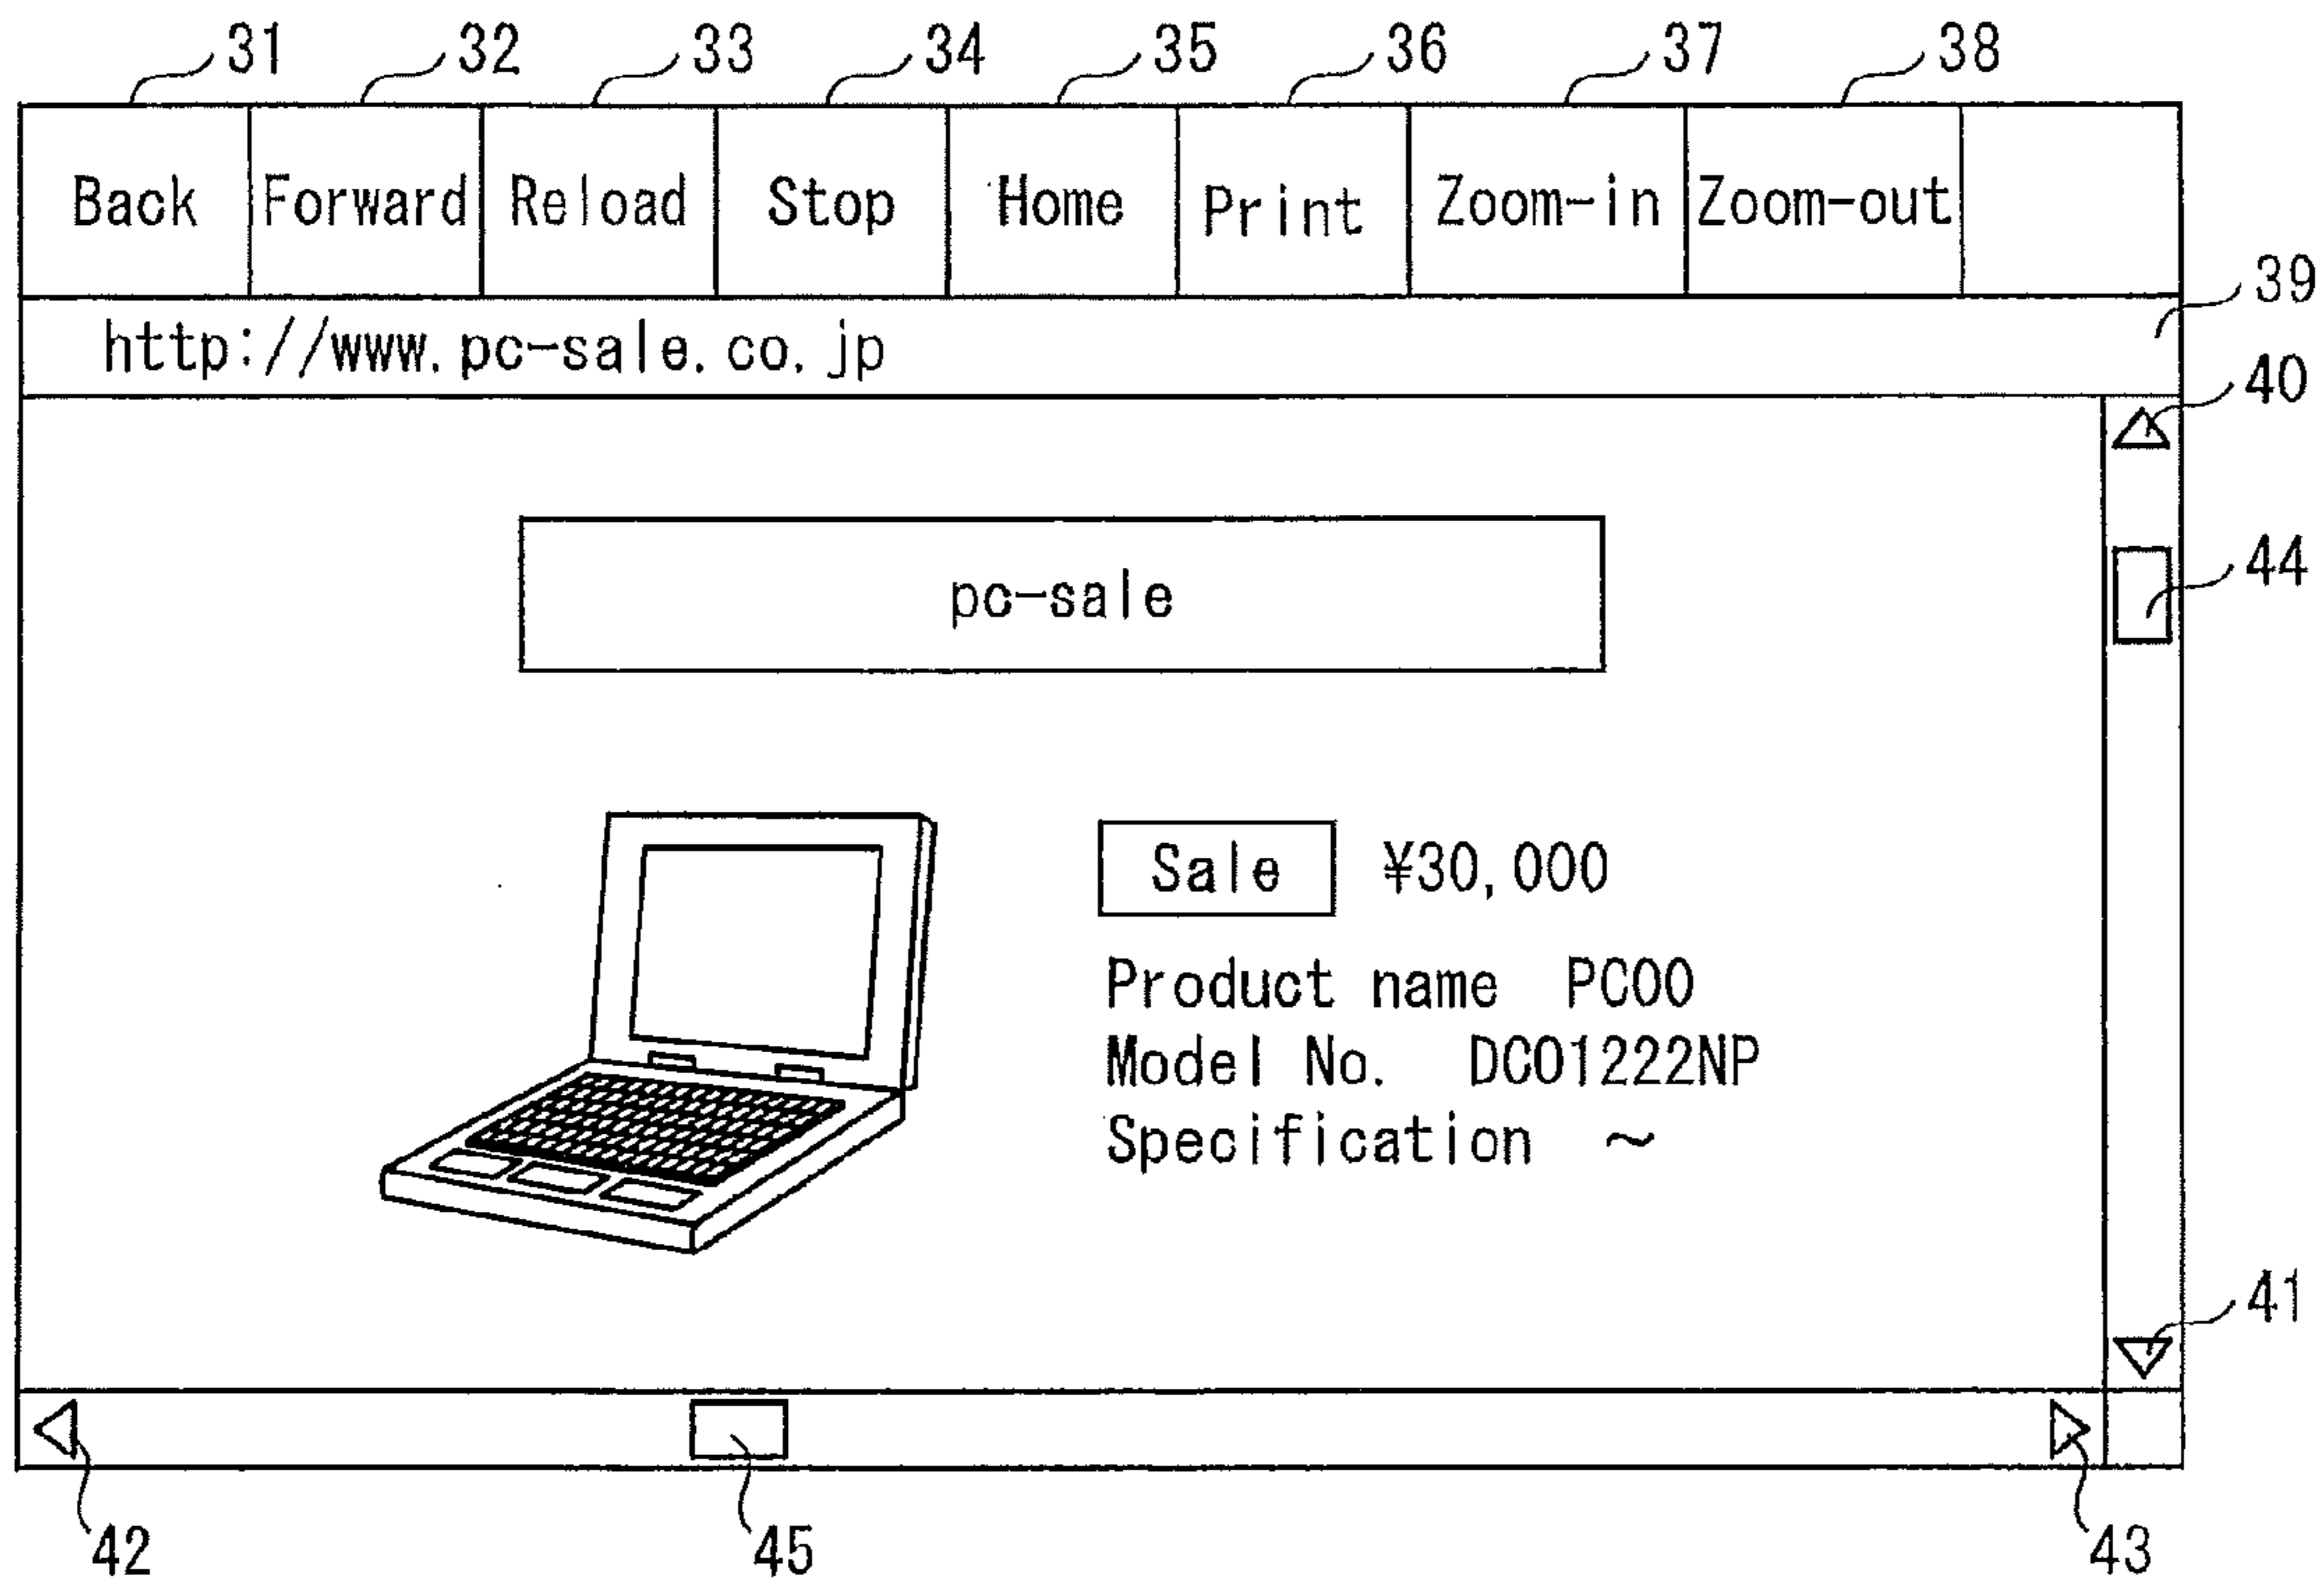 31 32 33 34 35 36 37 38
Back Forward Reload Stop Home Print Zoom-in Zoom-out
39
http://www.pc-sale.co.jp
40
44
pc-sale
Sale ¥30,000
Product name PC00
Model No. DC01222NP
Specification ~
41
42 45 43